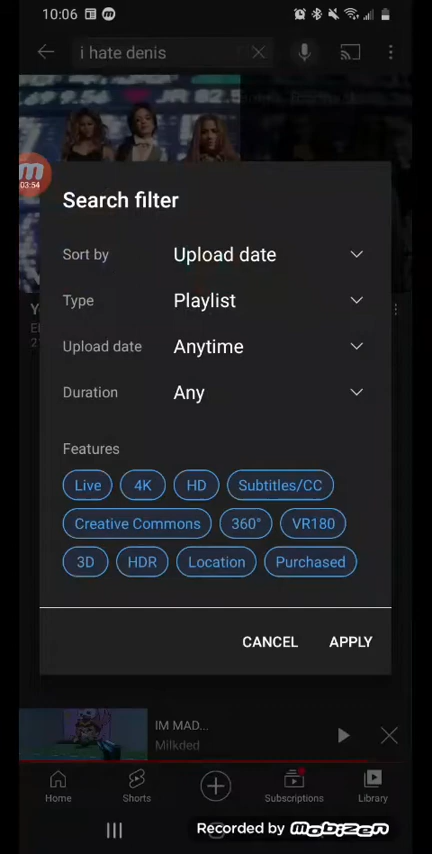 10:06
i hate denis
03:54
Search filter
Sort by Upload date
Type Playlist
Upload date Anytime
Duration Any
Features
Live 4K HD Subtitles/CC
Creative Commons 360° VR180
3D HDR Location Purchased
CANCEL APPLY
IM MAD...
Milkded
Home Shorts Subscriptions Library
Recorded by mobizen